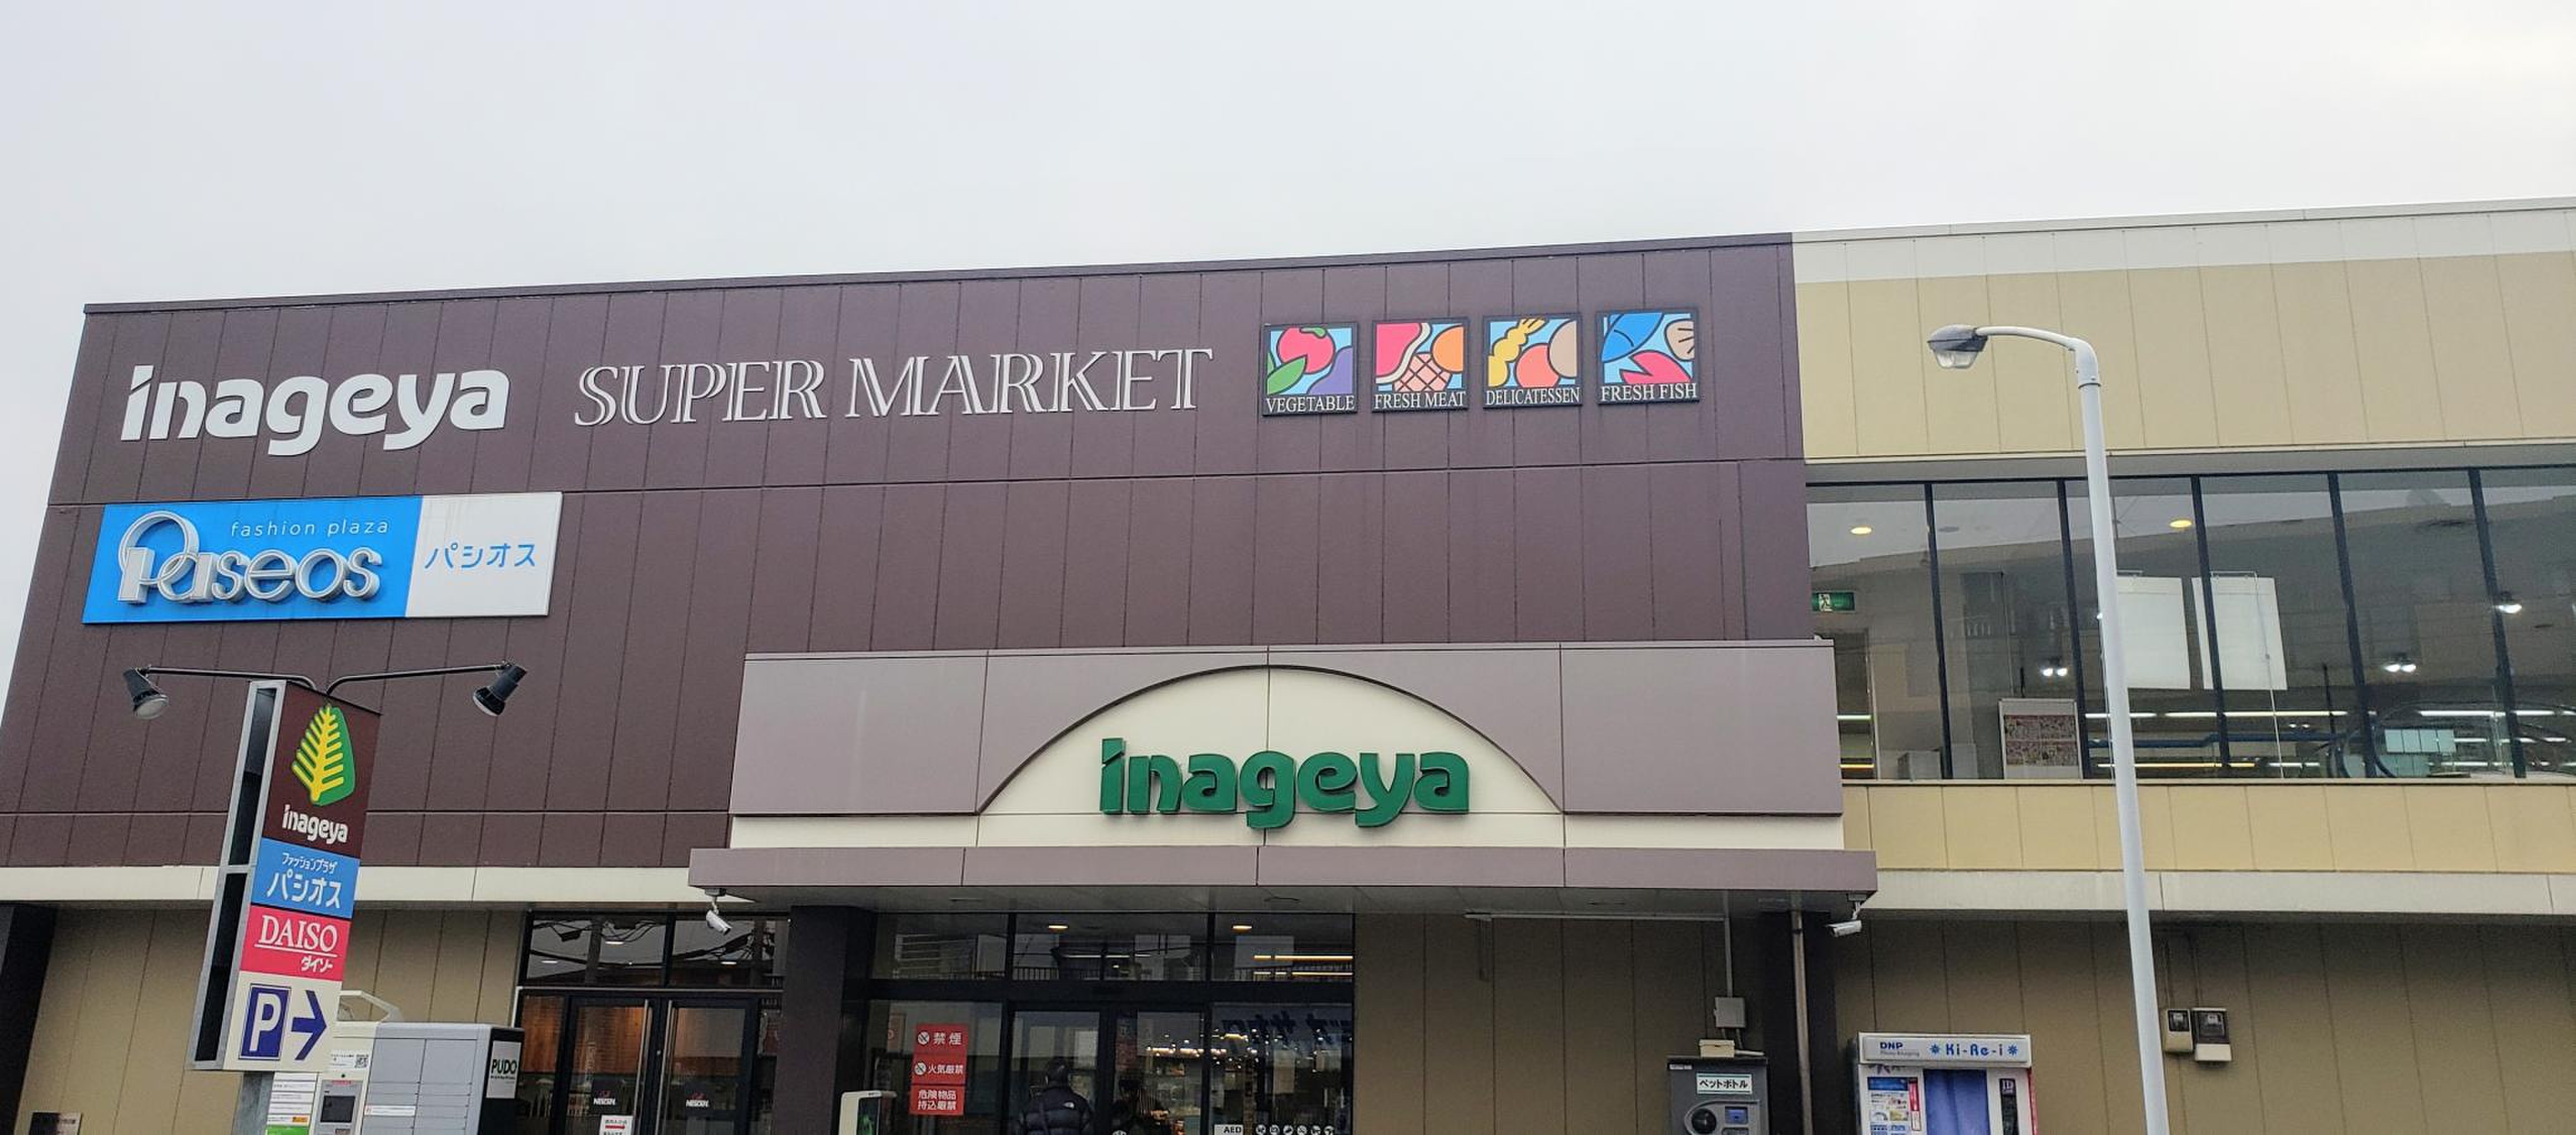 inageya
SUPER MARKET
VEGETABLE
FRESH MEAT
DELICATESSEN
FRESH FISH
fashion plaza
Paseos
パシオス
inageya
inageya
ファッションプラザ
パシオス
DAISO
ダイソー
P
PUDO
NESCAFÉ
NESCAFÉ
禁煙
火気厳禁
危険物品
持込厳禁
AED
ペットボトル
DNP
Ki-Re-i